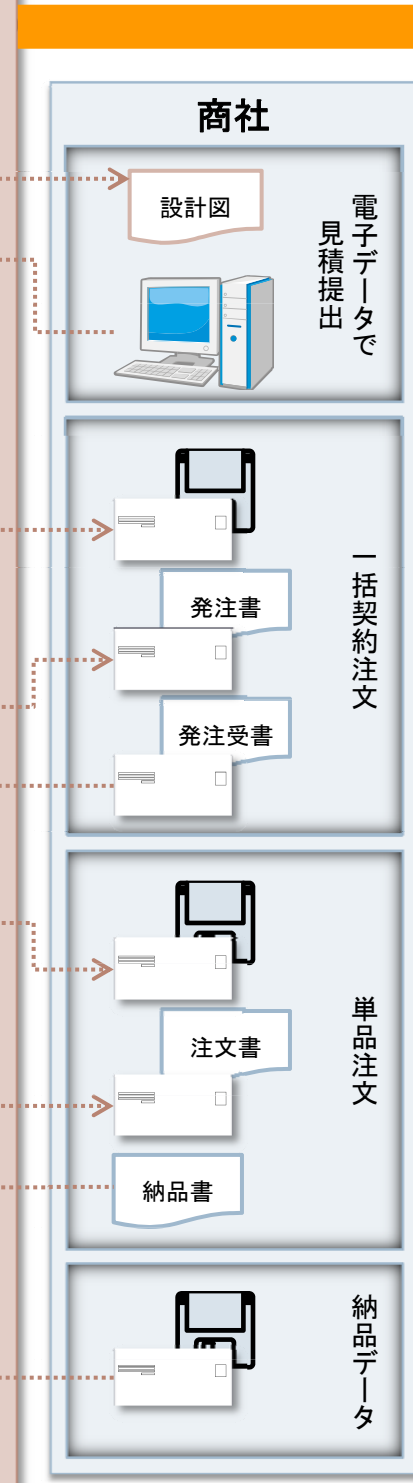 商社
設計図
電子データで
見積提出
発注書
発注受書
一括契約注文
注文書
納品書
単品注文
納品データ